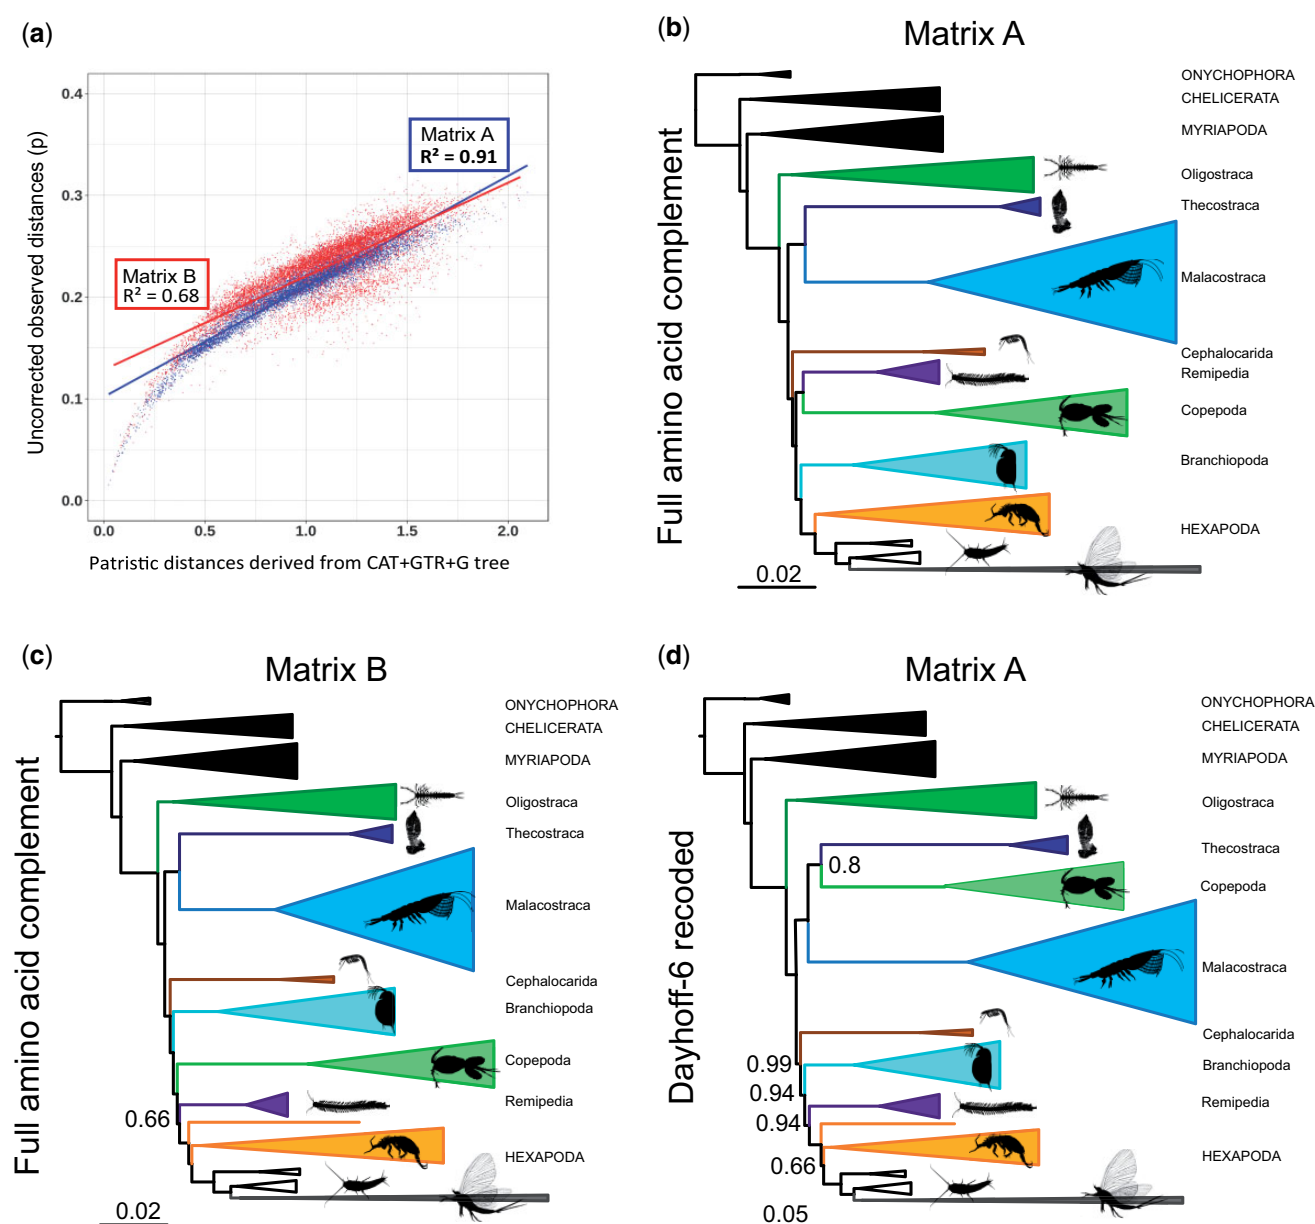 (a)
0.4
0.3
0.2
0.1
0.0
0.0
0.5
1.0
1.5
2.0
Uncorrected observed distances (p)
Patristic distances derived from CAT+GTR+G tree
Matrix A
R² = 0.91
Matrix B
R² = 0.68
(b)
Matrix A
Full amino acid complement
ONYCHOPHORA
CHELICERATA
MYRIAPODA
Oligostraca
Thecostraca
Malacostraca
Cephalocarida
Remipedia
Copepoda
Branchiopoda
HEXAPODA
0.02
(c)
Matrix B
Full amino acid complement
ONYCHOPHORA
CHELICERATA
MYRIAPODA
Oligostraca
Thecostraca
Malacostraca
Cephalocarida
Branchiopoda
Copepoda
Remipedia
0.66
HEXAPODA
0.02
(d)
Matrix A
Dayhoff-6 recoded
ONYCHOPHORA
CHELICERATA
MYRIAPODA
Oligostraca
Thecostraca
0.8
Copepoda
Malacostraca
Cephalocarida
0.99
Branchiopoda
0.94
Remipedia
0.94
HEXAPODA
0.66
0.05